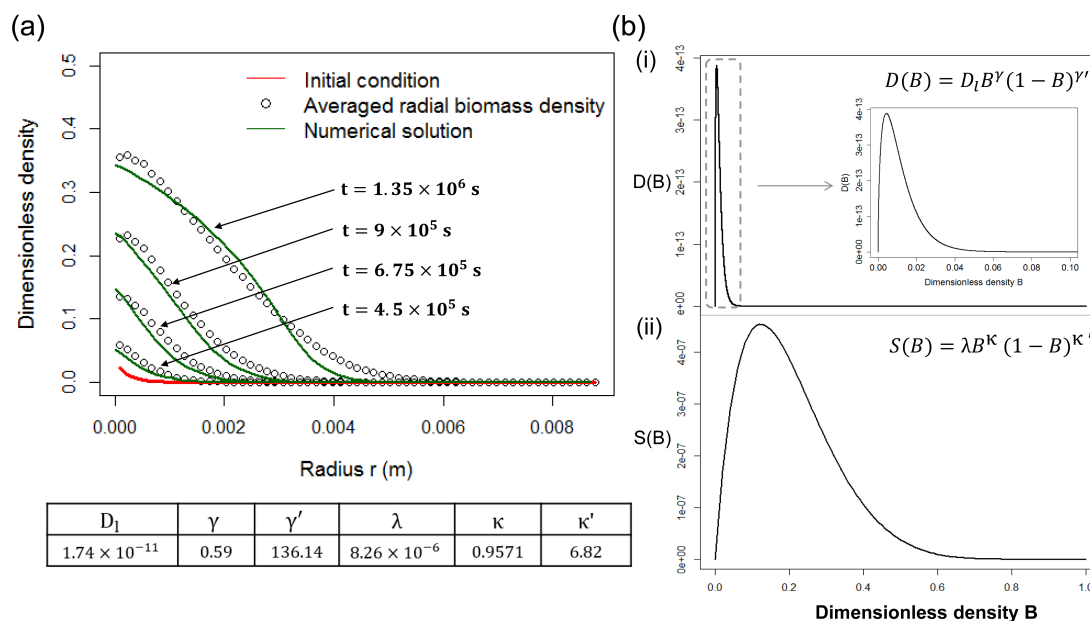 (a)
0.5
0.4
0.3
0.2
0.1
0.0
Dimensionless density
Initial condition
Averaged radial biomass density
Numerical solution
t = 1.35 × 10⁶ s
t = 9 × 10⁵ s
t = 6.75 × 10⁵ s
t = 4.5 × 10⁵ s
0.000 0.002 0.004 0.006 0.008
Radius r (m)
D₁ γ γ′ λ κ κ'
1.74 × 10⁻¹¹ 0.59 136.14 8.26 × 10⁻⁶ 0.9571 6.82
(b)
(i)
D(B) = DₗB^γ(1 − B)^γ′
4e-13
3e-13
2e-13
1e-13
0e+00
D(B)
4e-13
3e-13
2e-13
1e-13
0e+00
D(B)
0.00 0.02 0.04 0.06 0.08 0.10
Dimensionless density B
(ii)
S(B) = λB^κ (1 − B)^κ′
4e-07
3e-07
2e-07
1e-07
0e+00
S(B)
0.0 0.2 0.4 0.6 0.8 1.0
Dimensionless density B